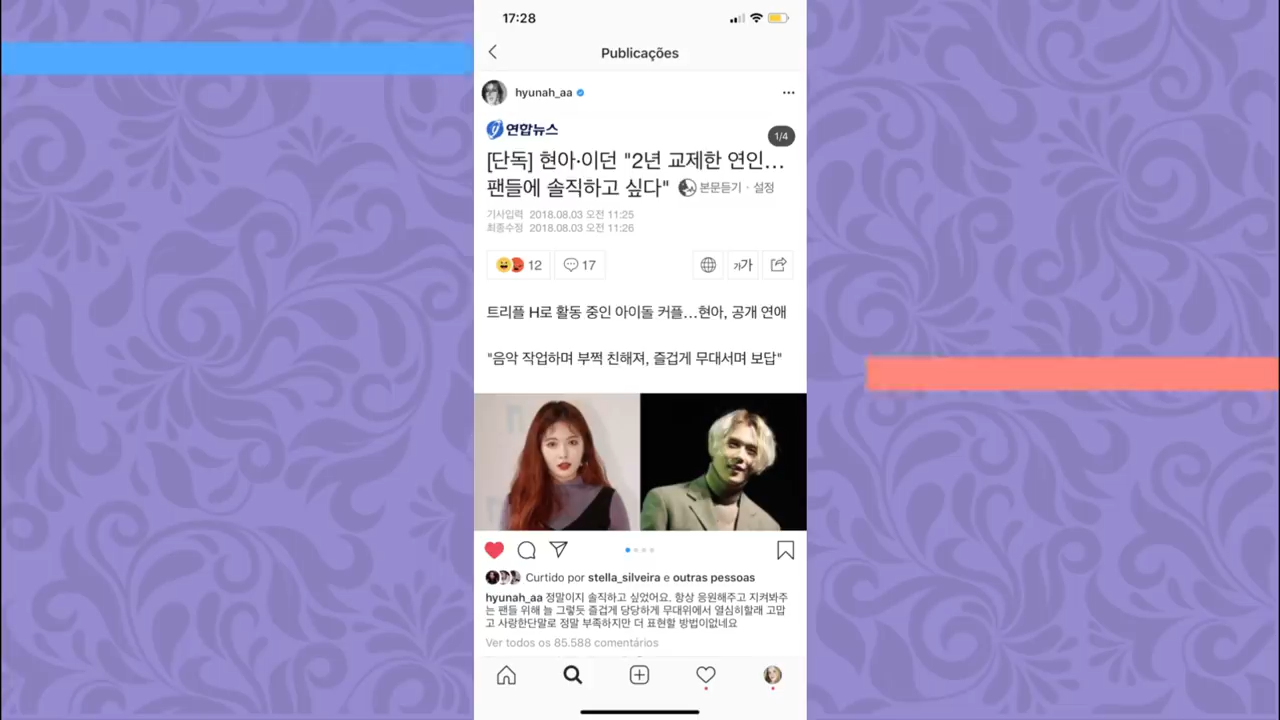 17:28
Publicações
hyunah_aa
연합뉴스
1/4
[단독] 현아·이던 "2년 교제한 연인...
팬들에 솔직하고 싶다" 본문듣기 · 설정
기사입력 2018.08.03 오전 11:25
최종수정 2018.08.03 오전 11:26
12 17 가가
트리플 H로 활동 중인 아이돌 커플...현아, 공개 연애
"음악 작업하며 부쩍 친해져, 즐겁게 무대서며 보답"
Curtido por stella_silveira e outras pessoas
hyunah_aa 정말이지 솔직하고 싶었어요. 항상 응원해주고 지켜봐주
는 팬들 위해 늘 그렇듯 즐겁게 당당하게 무대위에서 열심히할래 고맙
고 사랑한단말로 정말 부족하지만 더 표현할 방법이없네요
Ver todos os 85.588 comentários